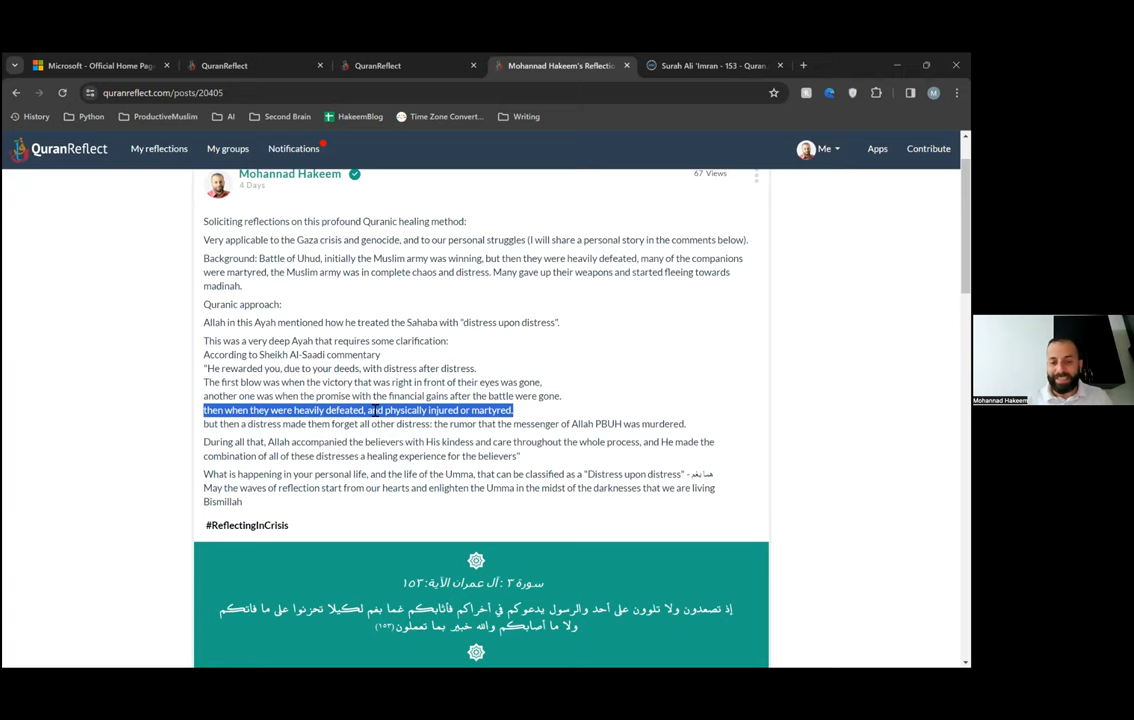 Microsoft - Official Home Pag
QuranReflect
QuranReflect
Mohannad Hakeem's Reflectio
Surah Ali 'Imran - 153 - Quran.
quranreflect.com/posts/20405
M
History
Python
ProductiveMuslim
AI
Second Brain
HakeemBlog
Time Zone Convert...
Writing
QuranReflect
My reflections
My groups
Notifications
Me
Apps
Contribute
Mohannad Hakeem
67 Views
4 Days
Soliciting reflections on this profound Quranic healing method:
Very applicable to the Gaza crisis and genocide, and to our personal struggles (I will share a personal story in the comments below).
Background: Battle of Uhud, initially the Muslim army was winning, but then they were heavily defeated, many of the companions
were martyred, the Muslim army was in complete chaos and distress. Many gave up their weapons and started fleeing towards
madinah.
Quranic approach:
Allah in this Ayah mentioned how he treated the Sahaba with "distress upon distress".
This was a very deep Ayah that requires some clarification:
According to Sheikh Al-Saadi commentary
"He rewarded you, due to your deeds, with distress after distress.
The first blow was when the victory that was right in front of their eyes was gone,
another one was when the promise with the financial gains after the battle were gone.
then when they were heavily defeated, and physically injured or martyred.
but then a distress made them forget all other distress: the rumor that the messenger of Allah PBUH was murdered.
During all that, Allah accompanied the believers with His kindess and care throughout the whole process, and He made the
combination of all of these distresses a healing experience for the believers"
What is happening in your personal life, and the life of the Umma, that can be classified as a "Distress upon distress" -
May the waves of reflection start from our hearts and enlighten the Umma in the midst of the darknesses that we are living
Bismillah
#ReflectingInCrisis
سورة ٣ : آل عمران الآية: ١٥٣
إذ تصعدون ولا تلوون على أحد والرسول يدعوكم في أخراكم فأثابكم غما بغم لكيلا تحزنوا على ما فاتكم
ولا ما أصابكم والله خبير بما تعملون (١٥٣)
Mohannad Hakeem